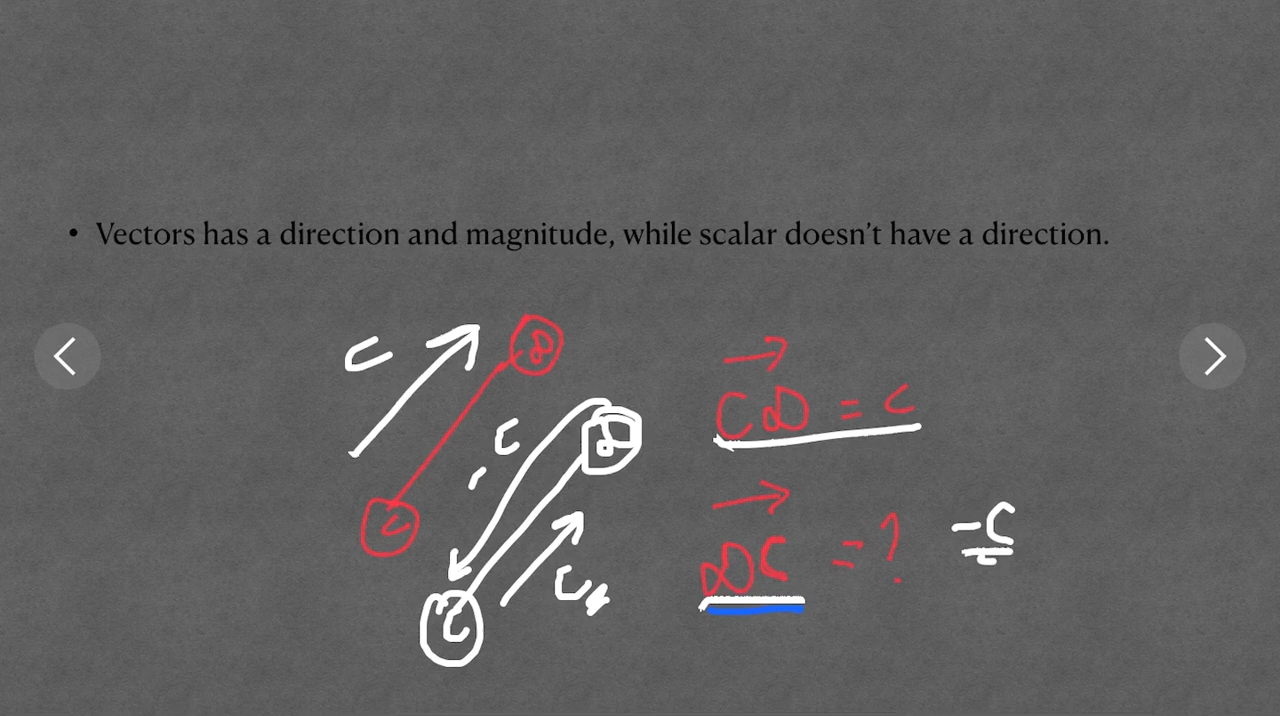 • Vectors has a direction and magnitude, while scalar doesn't have a direction.
C
D
CD = C
C
D
C
DC = ?
-C
C
C